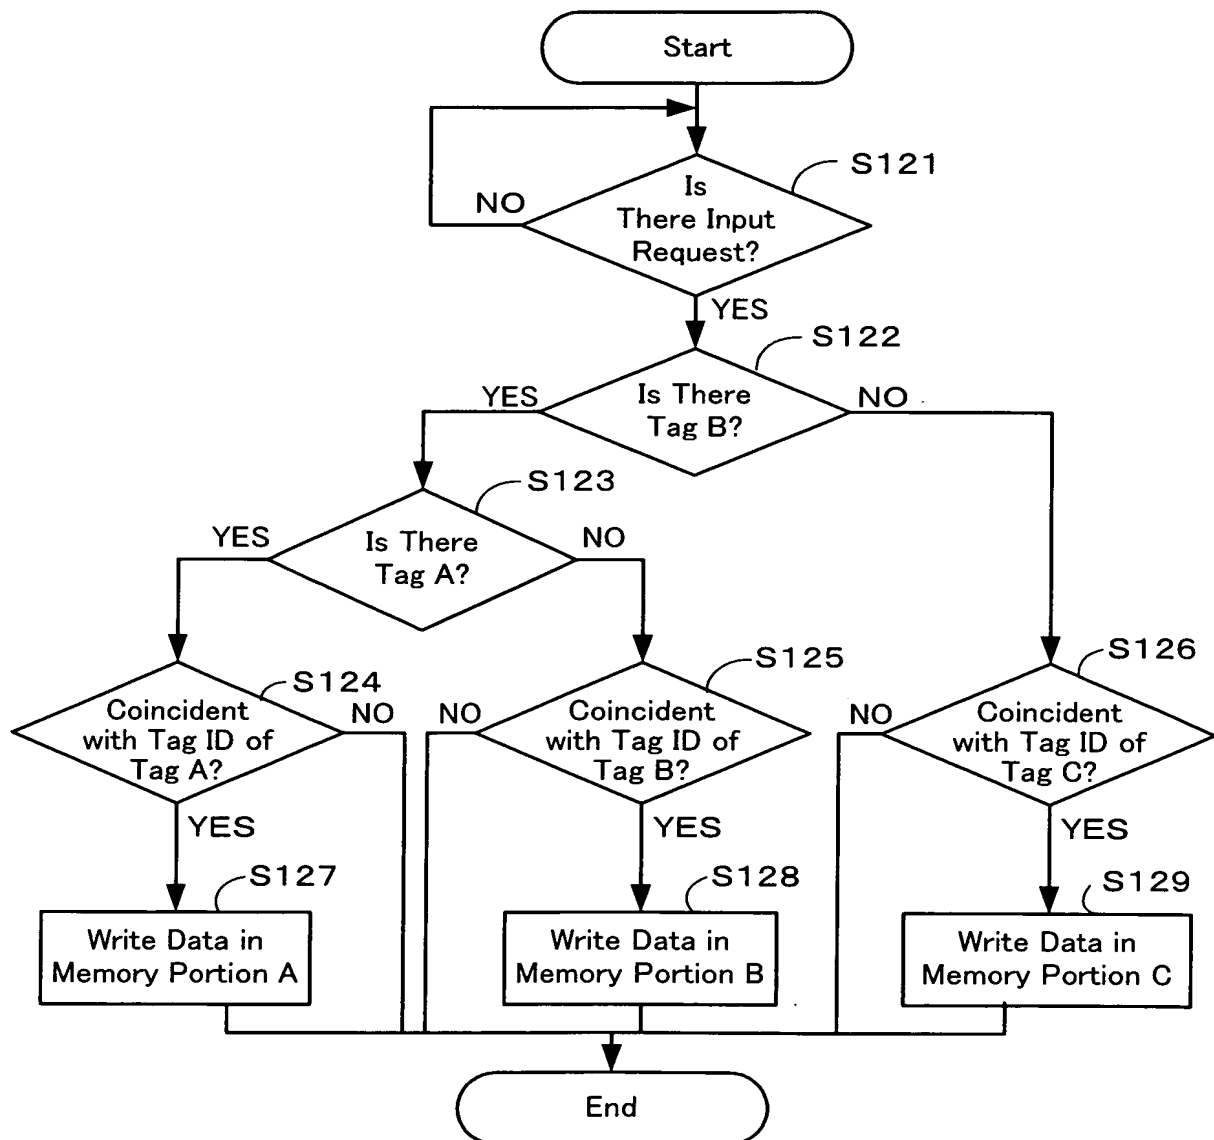 Start
S121
Is
There Input
Request?
NO
YES
S122
Is There
Tag B?
YES
NO
S123
Is There
Tag A?
YES
NO
S124
Coincident
with Tag ID of
Tag A?
NO
YES
S125
Coincident
with Tag ID of
Tag B?
NO
YES
S126
Coincident
with Tag ID of
Tag C?
NO
YES
S127
Write Data in
Memory Portion A
S128
Write Data in
Memory Portion B
S129
Write Data in
Memory Portion C
End